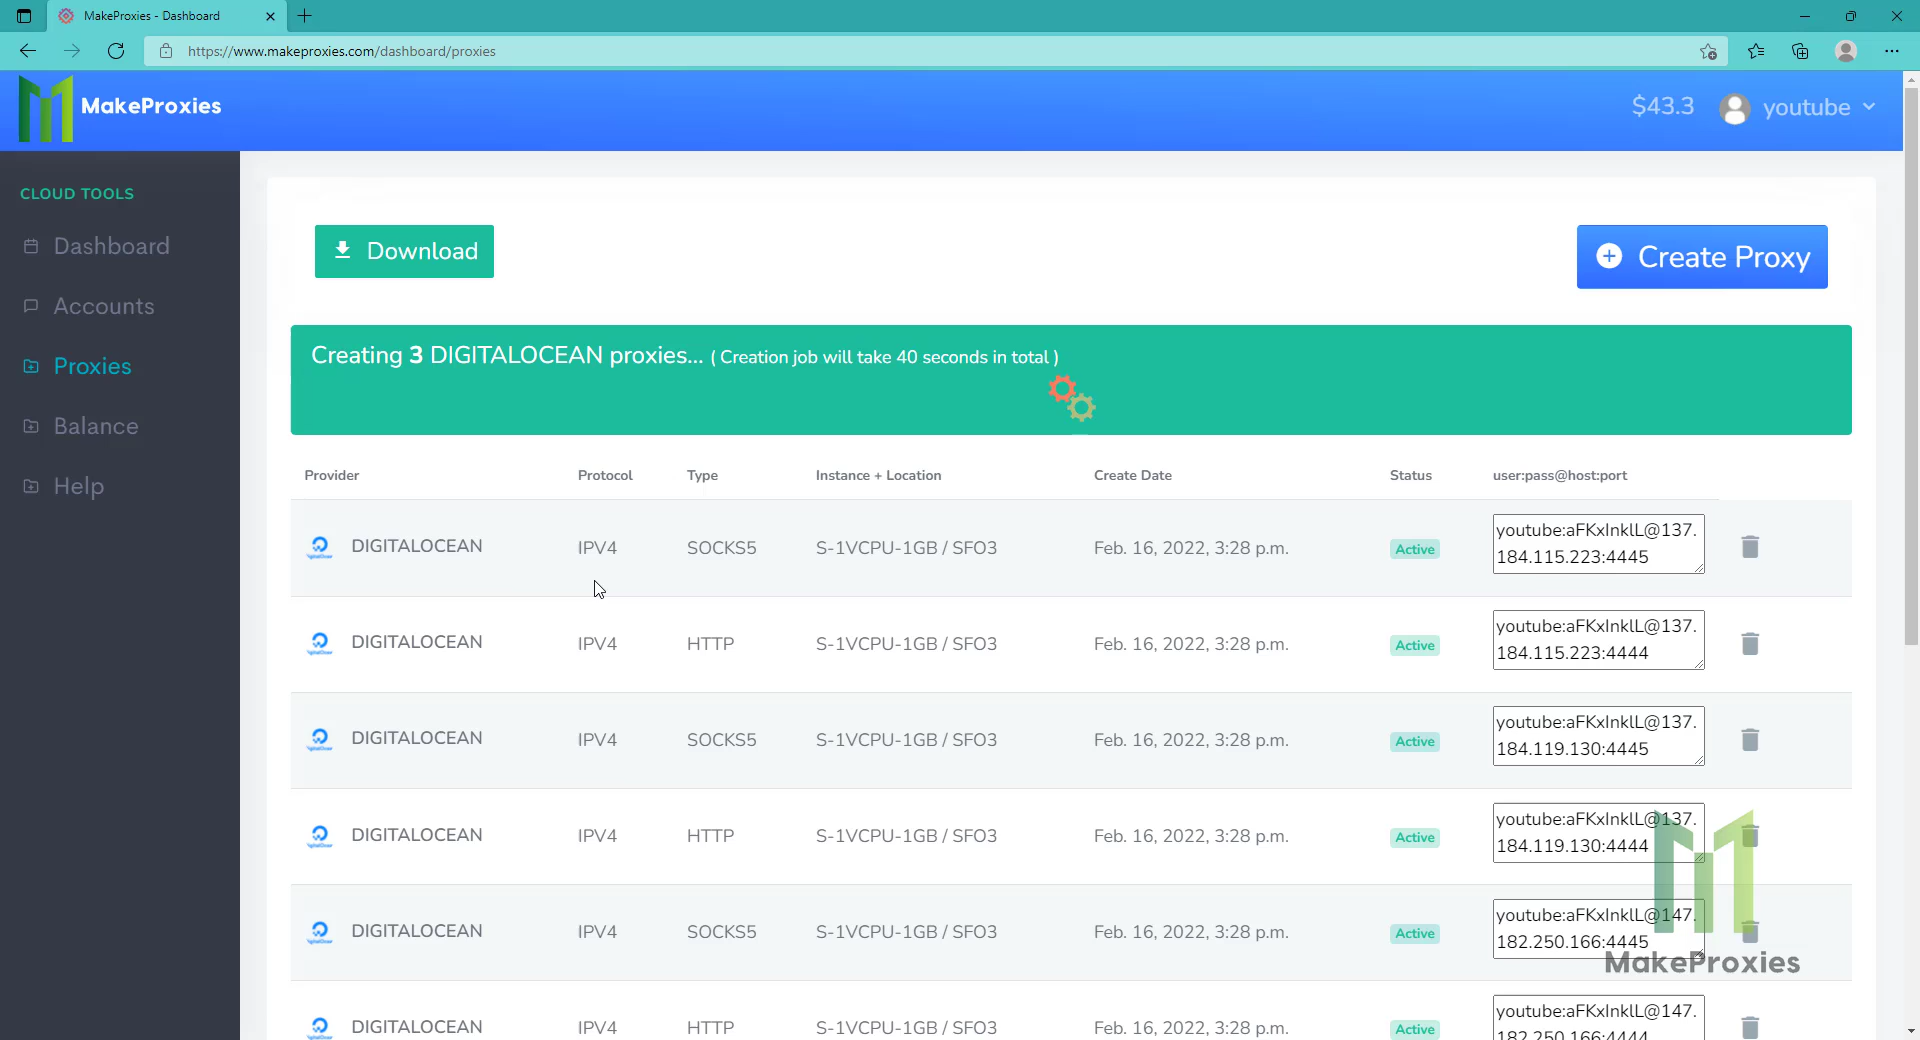 MakeProxies - Dashboard
https://www.makeproxies.com/dashboard/proxies
MakeProxies
$43.3
youtube
CLOUD TOOLS
Dashboard
Accounts
Proxies
Balance
Help
Download
Create Proxy
Creating 3 DIGITALOCEAN proxies... ( Creation job will take 40 seconds in total )
Provider Protocol Type Instance + Location Create Date Status user:pass@host:port
DIGITALOCEAN IPV4 SOCKS5 S-1VCPU-1GB / SFO3 Feb. 16, 2022, 3:28 p.m. Active youtube:aFKxInklL@137.
184.115.223:4445
DIGITALOCEAN IPV4 HTTP S-1VCPU-1GB / SFO3 Feb. 16, 2022, 3:28 p.m. Active youtube:aFKxInklL@137.
184.115.223:4444
DIGITALOCEAN IPV4 SOCKS5 S-1VCPU-1GB / SFO3 Feb. 16, 2022, 3:28 p.m. Active youtube:aFKxInklL@137.
184.119.130:4445
DIGITALOCEAN IPV4 HTTP S-1VCPU-1GB / SFO3 Feb. 16, 2022, 3:28 p.m. Active youtube:aFKxInklL@137.
184.119.130:4444
DIGITALOCEAN IPV4 SOCKS5 S-1VCPU-1GB / SFO3 Feb. 16, 2022, 3:28 p.m. Active youtube:aFKxInklL@147.
182.250.166:4445
MakeProxies
DIGITALOCEAN IPV4 HTTP S-1VCPU-1GB / SFO3 Feb. 16, 2022, 3:28 p.m. Active youtube:aFKxInklL@147.
182.250.166:4444